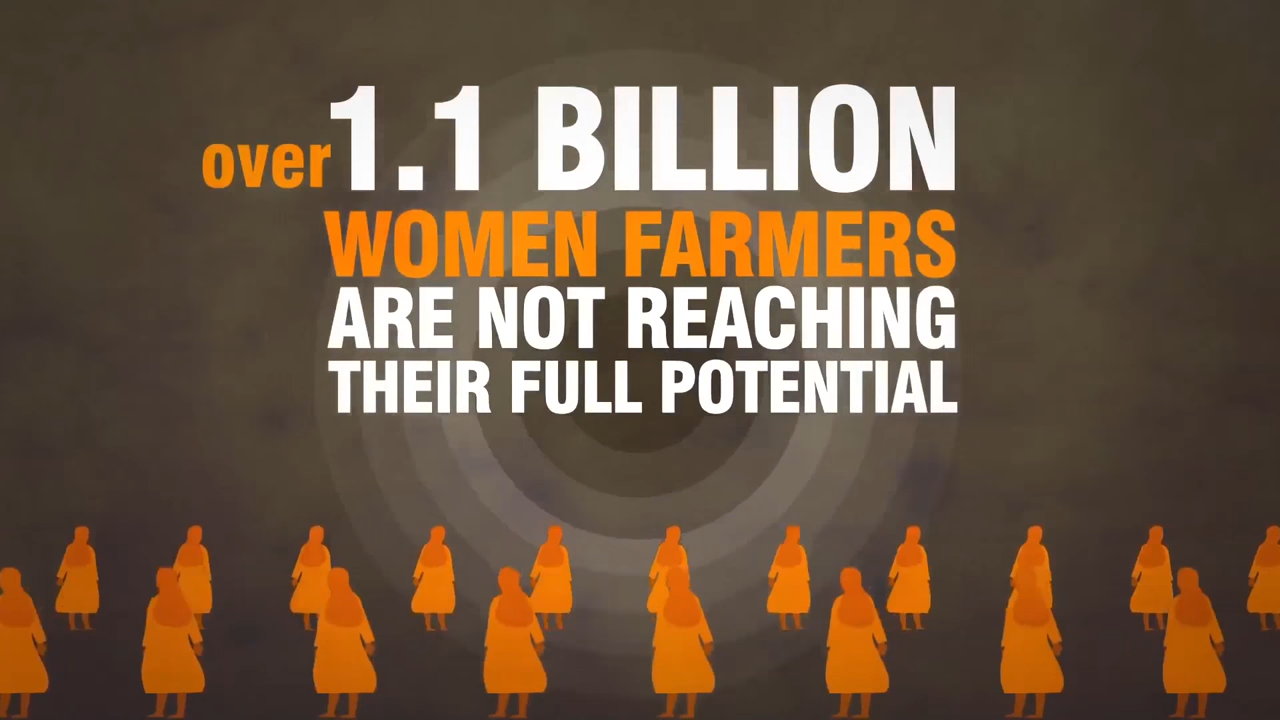 over 1.1 BILLION
WOMEN FARMERS
ARE NOT REACHING
THEIR FULL POTENTIAL